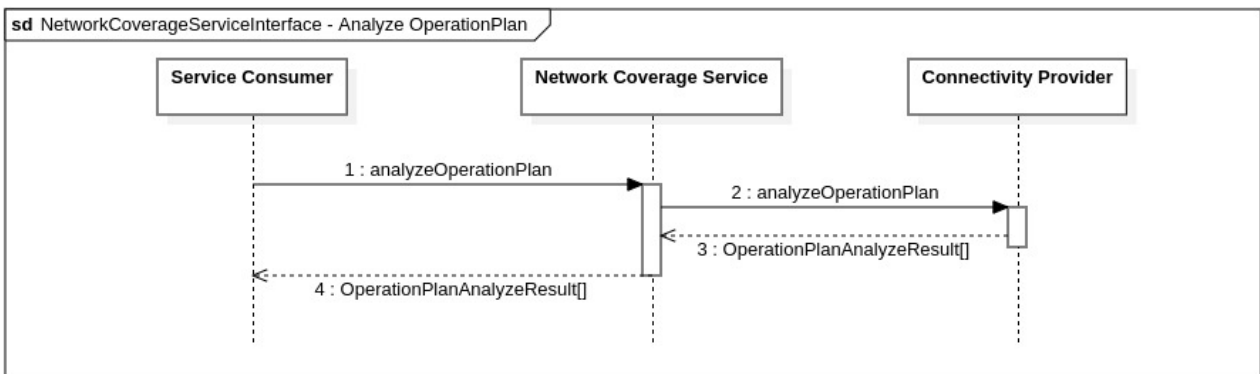 sd NetworkCoverageServiceInterface - Analyze OperationPlan
Service Consumer
Network Coverage Service
Connectivity Provider
1 : analyzeOperationPlan
2 : analyzeOperationPlan
3 : OperationPlanAnalyzeResult[]
4 : OperationPlanAnalyzeResult[]